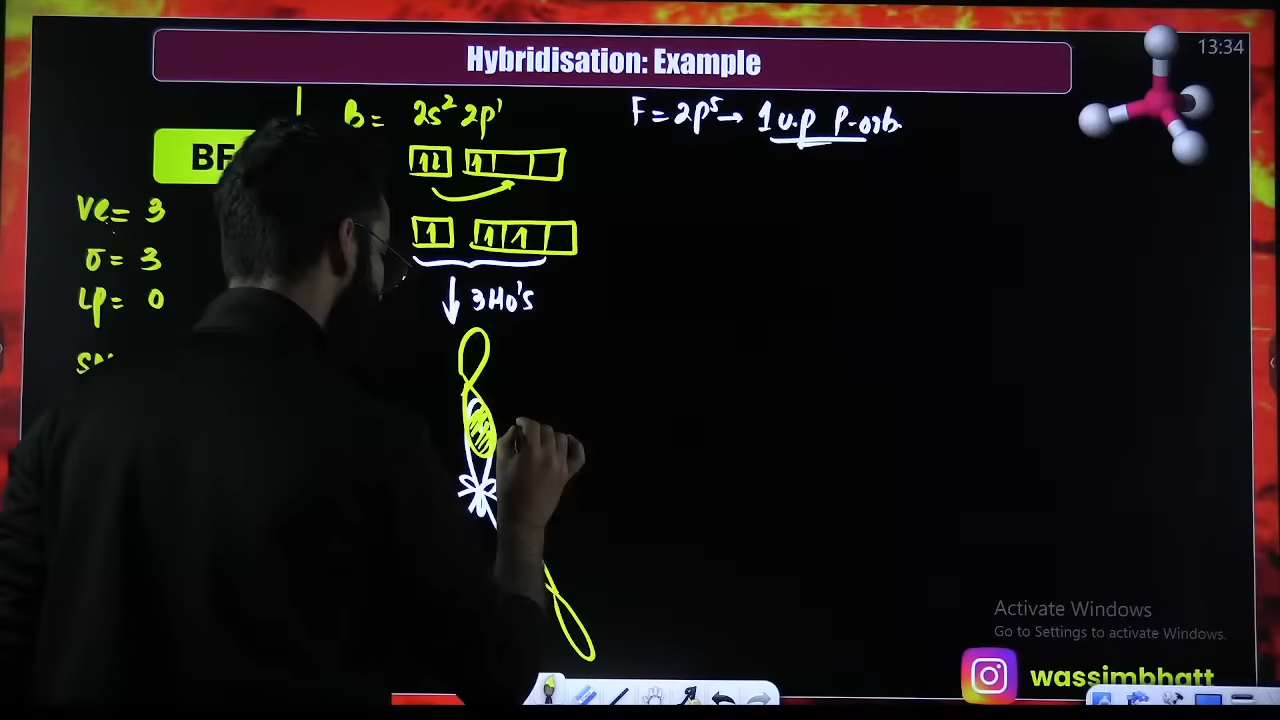 Hybridisation: Example
13:34
B = 2s² 2p¹
F = 2p⁵ → 1 u.p p-orb.
BF
Ve = 3
σ = 3
lp = 0
↓ 3HO's
Activate Windows
Go to Settings to activate Windows.
wassimbhatt